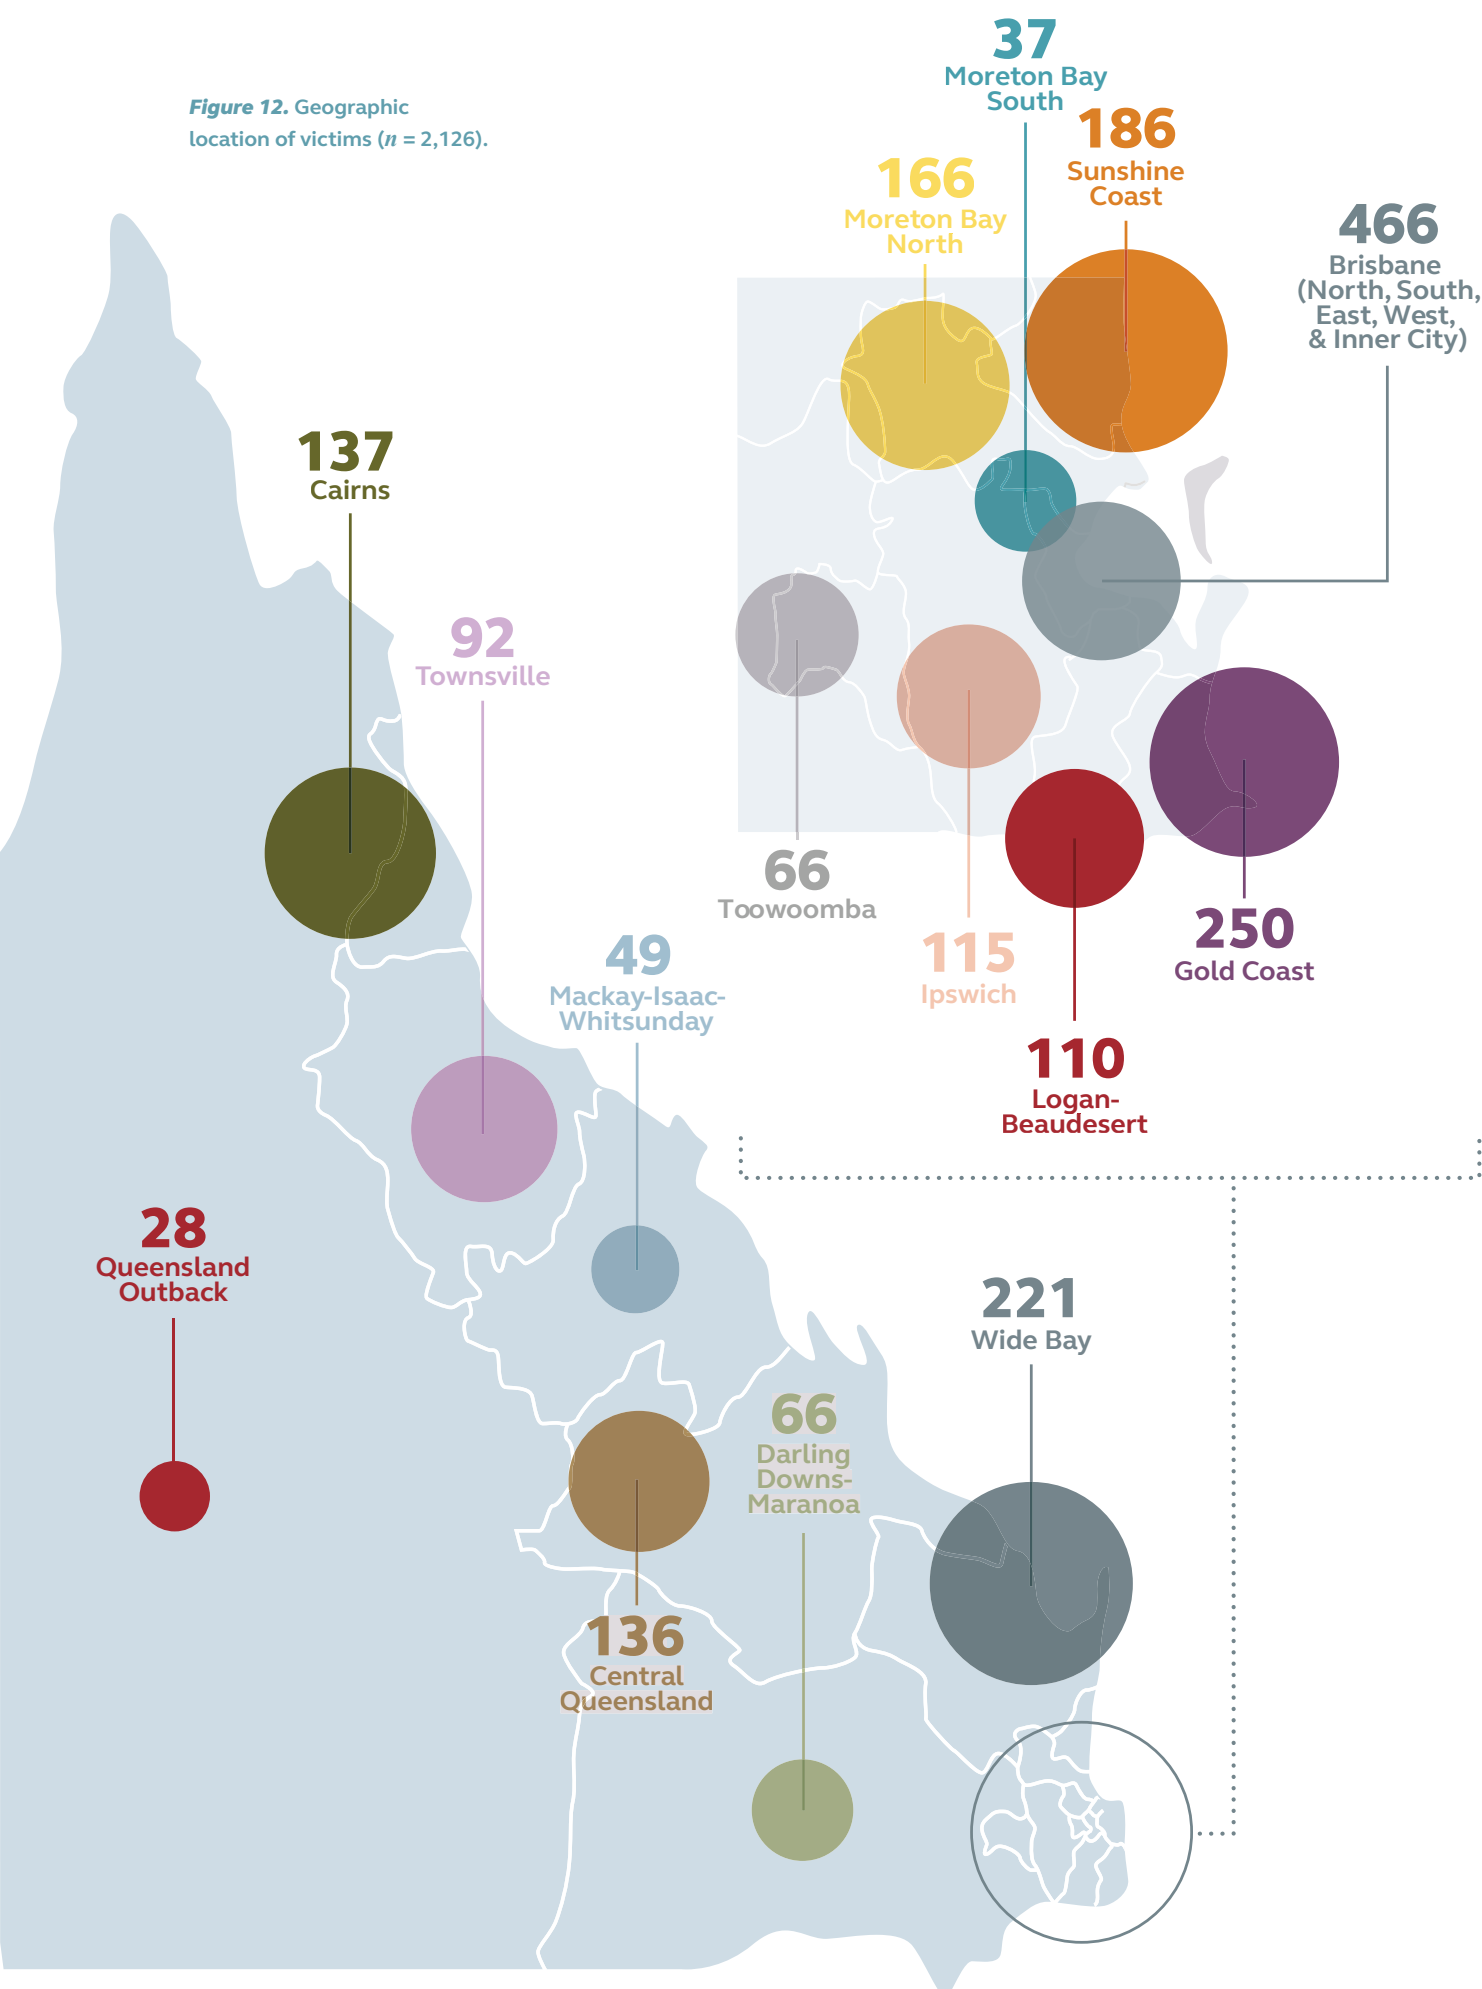 Figure 12. Geographic
location of victims (n = 2,126).
37
Moreton Bay
South
186
Sunshine
Coast
166
Moreton Bay
North
466
Brisbane
(North, South,
East, West,
& Inner City)
137
Cairns
92
Townsville
66
Toowoomba
115
Ipswich
250
Gold Coast
49
Mackay-Isaac-
Whitsunday
110
Logan-
Beaudesert
28
Queensland
Outback
221
Wide Bay
66
Darling
Downs-
Maranoa
136
Central
Queensland